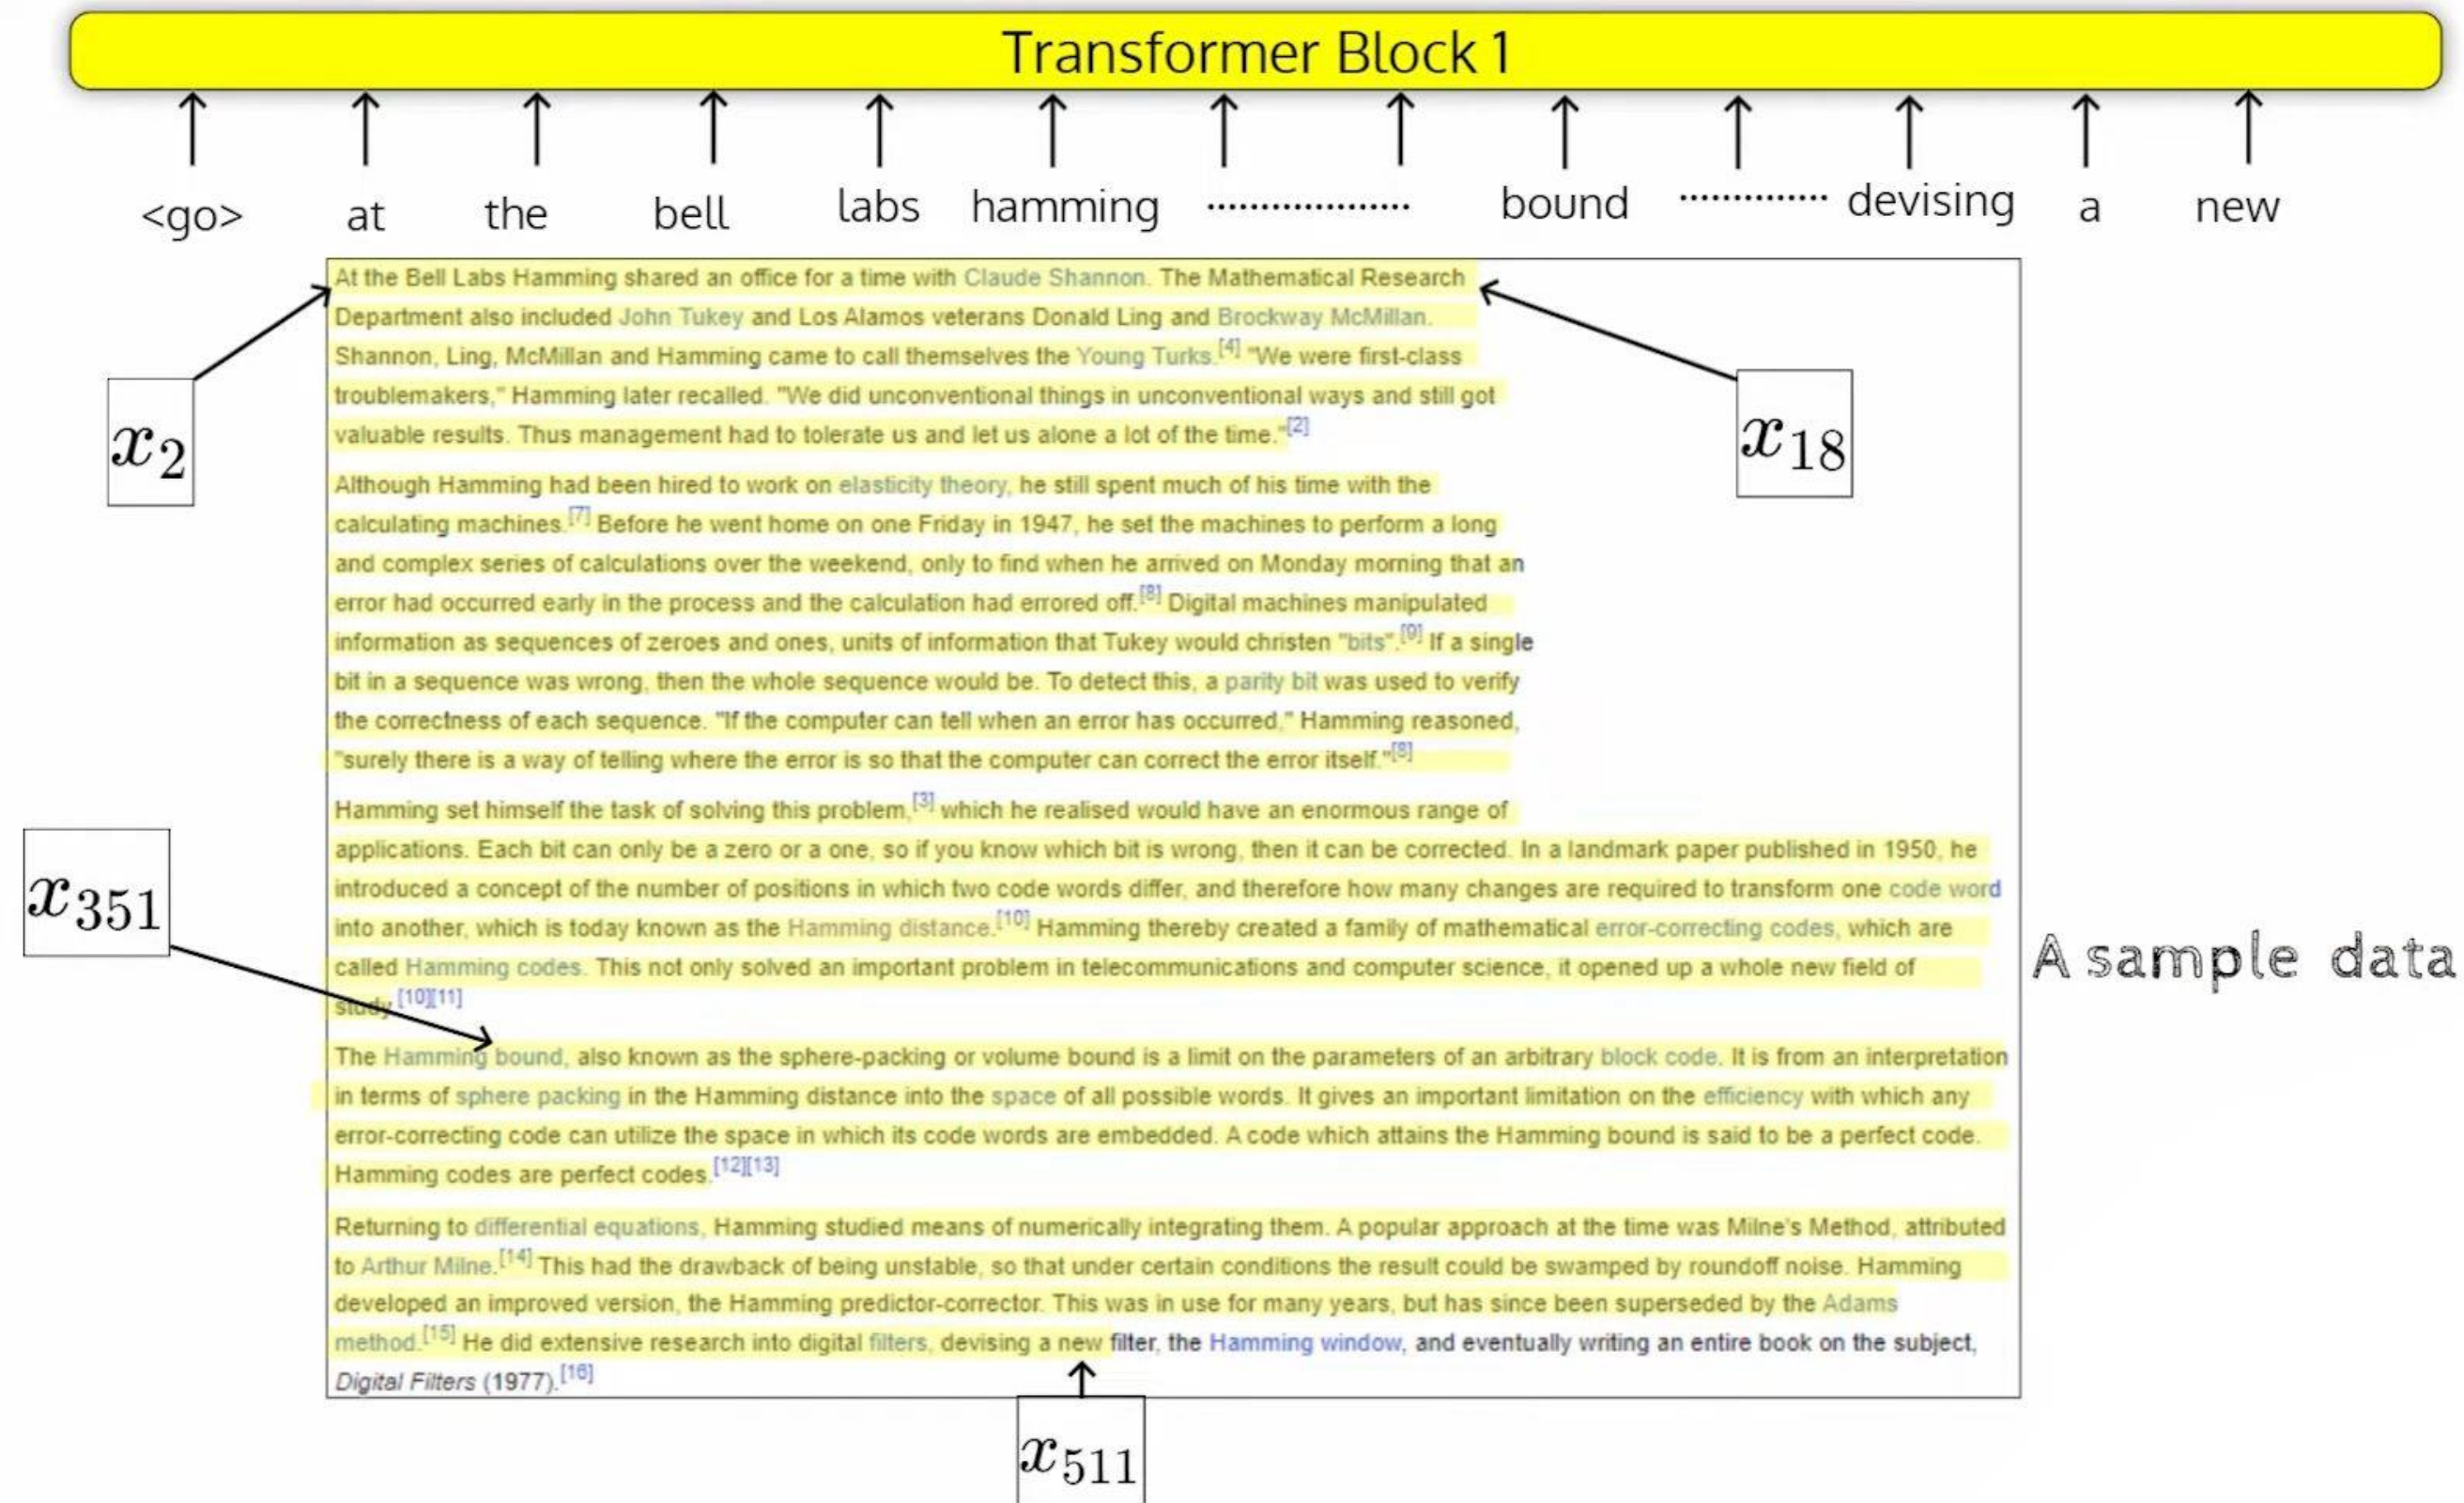 Transformer Block 1
<go> at the bell labs hamming ................... bound .............. devising a new
At the Bell Labs Hamming shared an office for a time with Claude Shannon. The Mathematical Research
Department also included John Tukey and Los Alamos veterans Donald Ling and Brockway McMillan.
Shannon, Ling, McMillan and Hamming came to call themselves the Young Turks.[4] "We were first-class
troublemakers," Hamming later recalled. "We did unconventional things in unconventional ways and still got
valuable results. Thus management had to tolerate us and let us alone a lot of the time."[2]
x2
x18
Although Hamming had been hired to work on elasticity theory, he still spent much of his time with the
calculating machines.[7] Before he went home on one Friday in 1947, he set the machines to perform a long
and complex series of calculations over the weekend, only to find when he arrived on Monday morning that an
error had occurred early in the process and the calculation had errored off.[8] Digital machines manipulated
information as sequences of zeroes and ones, units of information that Tukey would christen "bits".[9] If a single
bit in a sequence was wrong, then the whole sequence would be. To detect this, a parity bit was used to verify
the correctness of each sequence. "If the computer can tell when an error has occurred," Hamming reasoned,
"surely there is a way of telling where the error is so that the computer can correct the error itself."[8]
Hamming set himself the task of solving this problem,[3] which he realised would have an enormous range of
applications. Each bit can only be a zero or a one, so if you know which bit is wrong, then it can be corrected. In a landmark paper published in 1950, he
introduced a concept of the number of positions in which two code words differ, and therefore how many changes are required to transform one code word
into another, which is today known as the Hamming distance.[10] Hamming thereby created a family of mathematical error-correcting codes, which are
called Hamming codes. This not only solved an important problem in telecommunications and computer science, it opened up a whole new field of
study.[10][11]
x351
A sample data
The Hamming bound, also known as the sphere-packing or volume bound is a limit on the parameters of an arbitrary block code. It is from an interpretation
in terms of sphere packing in the Hamming distance into the space of all possible words. It gives an important limitation on the efficiency with which any
error-correcting code can utilize the space in which its code words are embedded. A code which attains the Hamming bound is said to be a perfect code.
Hamming codes are perfect codes.[12][13]
Returning to differential equations, Hamming studied means of numerically integrating them. A popular approach at the time was Milne's Method, attributed
to Arthur Milne.[14] This had the drawback of being unstable, so that under certain conditions the result could be swamped by roundoff noise. Hamming
developed an improved version, the Hamming predictor-corrector. This was in use for many years, but has since been superseded by the Adams
method.[15] He did extensive research into digital filters, devising a new filter, the Hamming window, and eventually writing an entire book on the subject,
Digital Filters (1977).[16]
x511